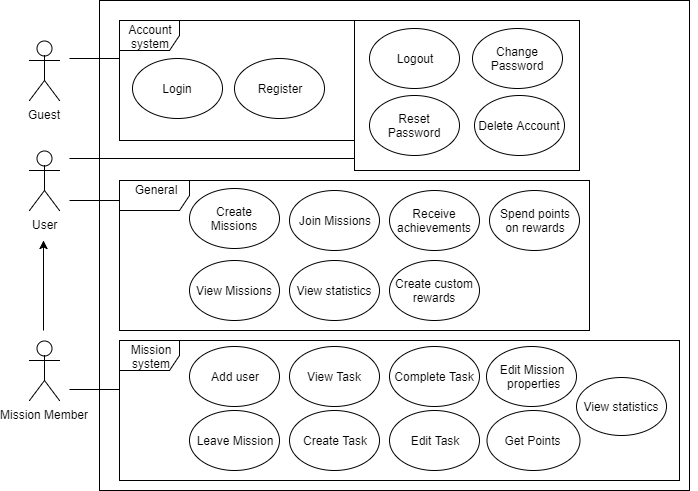 Account
system
Login
Register
Logout
Change
Password
Reset
Password
Delete Account
Guest
User
General
Create
Missions
Join Missions
Receive
achievements
Spend points
on rewards
View Missions
View statistics
Create custom
rewards
Mission Member
Mission
system
Add user
View Task
Complete Task
Edit Mission
properties
View statistics
Leave Mission
Create Task
Edit Task
Get Points